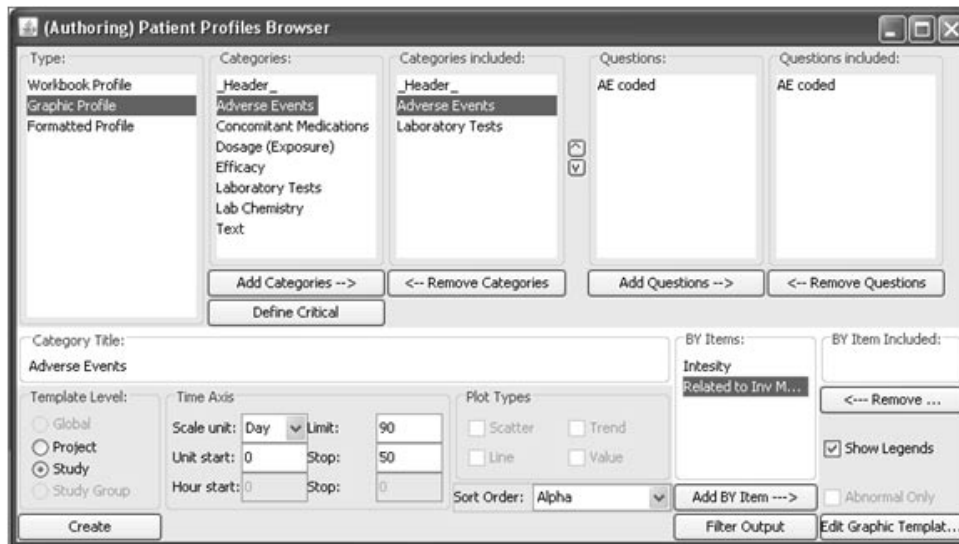 (Authoring) Patient Profiles Browser
Type:
Workbook Profile
Graphic Profile
Formatted Profile
Categories:
_Header_
Adverse Events
Concomitant Medications
Dosage (Exposure)
Efficacy
Laboratory Tests
Lab Chemistry
Text
Add Categories -->
Define Critical
Categories included:
_Header_
Adverse Events
Laboratory Tests
<-- Remove Categories
^
v
Questions:
AE coded
Add Questions -->
Questions included:
AE coded
<-- Remove Questions
Category Title:
Adverse Events
Template Level:
Global
Project
Study
Study Group
Create
Time Axis
Scale unit: Day Limit: 90
Unit start: 0 Stop: 50
Hour start: 0 Stop: 0
Plot Types
Scatter Trend
Line Value
Sort Order: Alpha
BY Items:
Intesity
Related to Inv M...
Add BY Item --->
Filter Output
BY Item Included:
<--- Remove ...
Show Legends
Abnormal Only
Edit Graphic Templat...